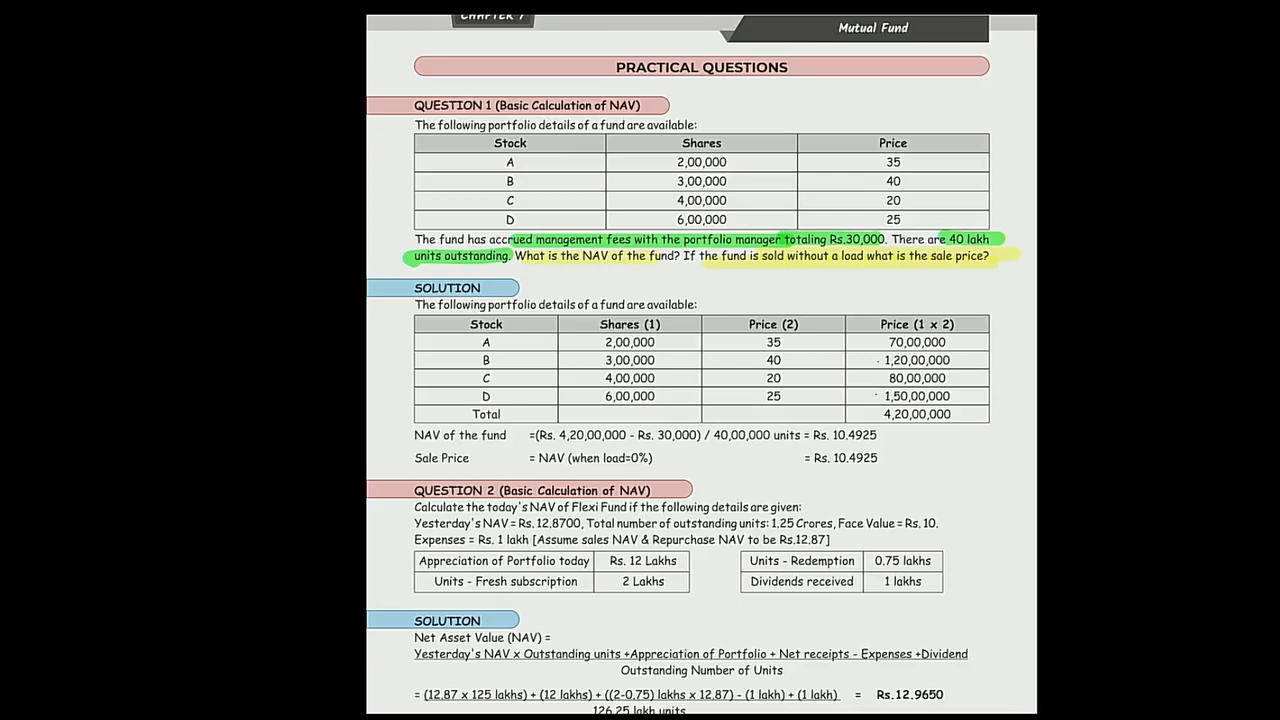 CHAPTER 7
Mutual Fund
PRACTICAL QUESTIONS
QUESTION 1 (Basic Calculation of NAV)
The following portfolio details of a fund are available:
Stock Shares Price
A 2,00,000 35
B 3,00,000 40
C 4,00,000 20
D 6,00,000 25
The fund has accrued management fees with the portfolio manager totaling Rs.30,000. There are 40 lakh
units outstanding. What is the NAV of the fund? If the fund is sold without a load what is the sale price?
SOLUTION
The following portfolio details of a fund are available:
Stock Shares (1) Price (2) Price (1 x 2)
A 2,00,000 35 70,00,000
B 3,00,000 40 1,20,00,000
C 4,00,000 20 80,00,000
D 6,00,000 25 1,50,00,000
Total 4,20,00,000
NAV of the fund =(Rs. 4,20,00,000 - Rs. 30,000) / 40,00,000 units = Rs. 10.4925
Sale Price = NAV (when load=0%) = Rs. 10.4925
QUESTION 2 (Basic Calculation of NAV)
Calculate the today's NAV of Flexi Fund if the following details are given:
Yesterday's NAV = Rs. 12.8700, Total number of outstanding units: 1.25 Crores, Face Value = Rs. 10.
Expenses = Rs. 1 lakh [Assume sales NAV & Repurchase NAV to be Rs.12.87]
Appreciation of Portfolio today Rs. 12 Lakhs Units - Redemption 0.75 lakhs
Units - Fresh subscription 2 Lakhs Dividends received 1 lakhs
SOLUTION
Net Asset Value (NAV) =
Yesterday's NAV x Outstanding units +Appreciation of Portfolio + Net receipts - Expenses +Dividend
Outstanding Number of Units
= (12.87 x 125 lakhs) + (12 lakhs) + ((2-0.75) lakhs x 12.87) - (1 lakh) + (1 lakh) = Rs.12.9650
126.25 lakh units